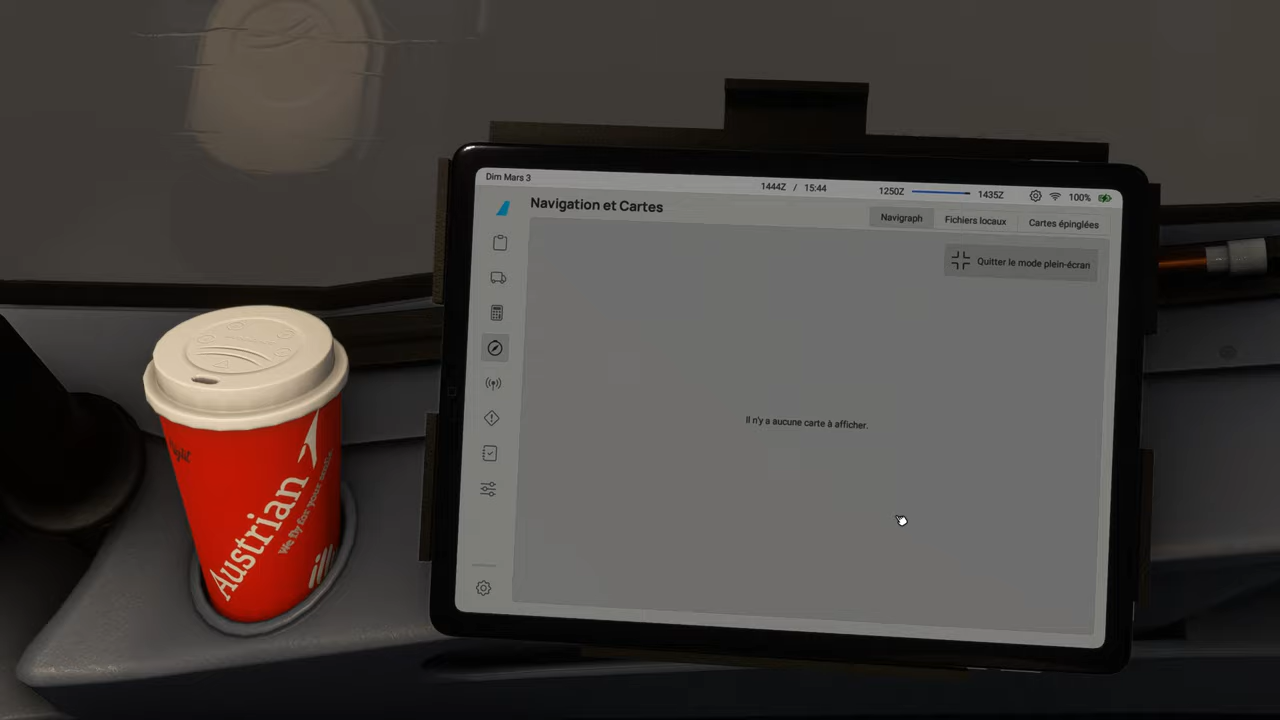 Dim Mars 3
1444Z / 15:44
1250Z
1435Z
100%
Navigation et Cartes
Navigraph
Fichiers locaux
Cartes épinglées
Quitter le mode plein-écran
Il n'y a aucune carte à afficher.
Austrian
We fly for your smile.